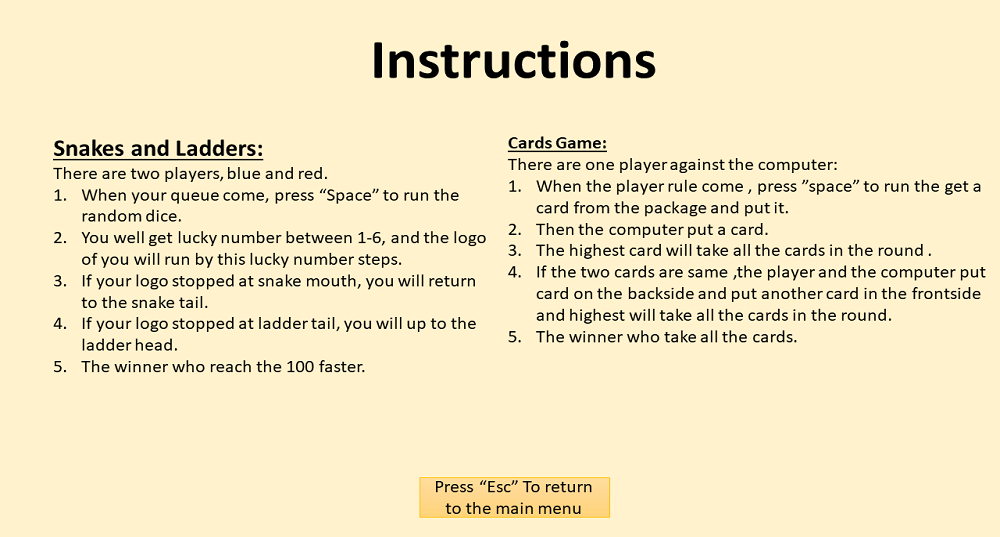 Instructions
Snakes and Ladders:
There are two players, blue and red.
1. When your queue come, press “Space” to run the
random dice.
2. You well get lucky number between 1-6, and the logo
of you will run by this lucky number steps.
3. If your logo stopped at snake mouth, you will return
to the snake tail.
4. If your logo stopped at ladder tail, you will up to the
ladder head.
5. The winner who reach the 100 faster.
Cards Game:
There are one player against the computer:
1. When the player rule come , press ”space” to run the get a
card from the package and put it.
2. Then the computer put a card.
3. The highest card will take all the cards in the round .
4. If the two cards are same ,the player and the computer put
card on the backside and put another card in the frontside
and highest will take all the cards in the round.
5. The winner who take all the cards.
Press “Esc” To return
to the main menu